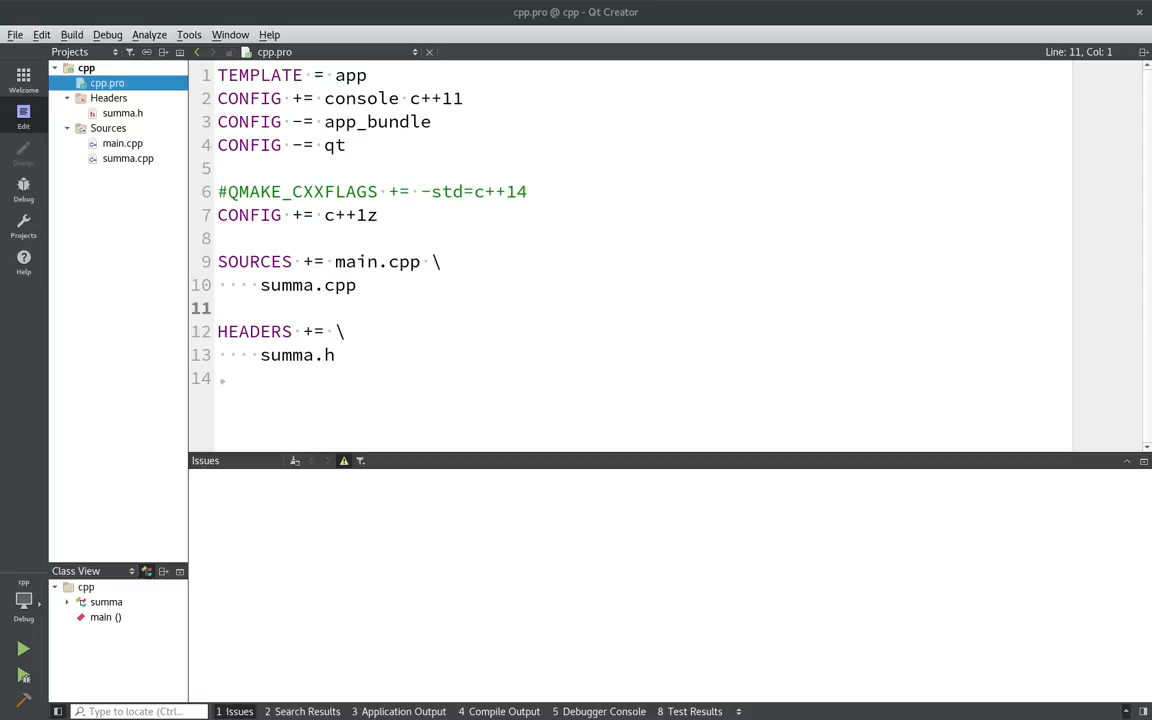 cpp.pro @ cpp - Qt Creator
File Edit Build Debug Analyze Tools Window Help
Projects cpp.pro Line: 11, Col: 1
Welcome
Edit
Design
Debug
Projects
Help
cpp
cpp.pro
Headers
summa.h
Sources
main.cpp
summa.cpp
1 TEMPLATE = app
2 CONFIG += console c++11
3 CONFIG -= app_bundle
4 CONFIG -= qt
5
6 #QMAKE_CXXFLAGS += -std=c++14
7 CONFIG += c++1z
8
9 SOURCES += main.cpp \
10 summa.cpp
11
12 HEADERS += \
13 summa.h
14
Issues
Class View
cpp
summa
main ()
cpp
Debug
Type to locate (Ctrl... 1 Issues 2 Search Results 3 Application Output 4 Compile Output 5 Debugger Console 8 Test Results